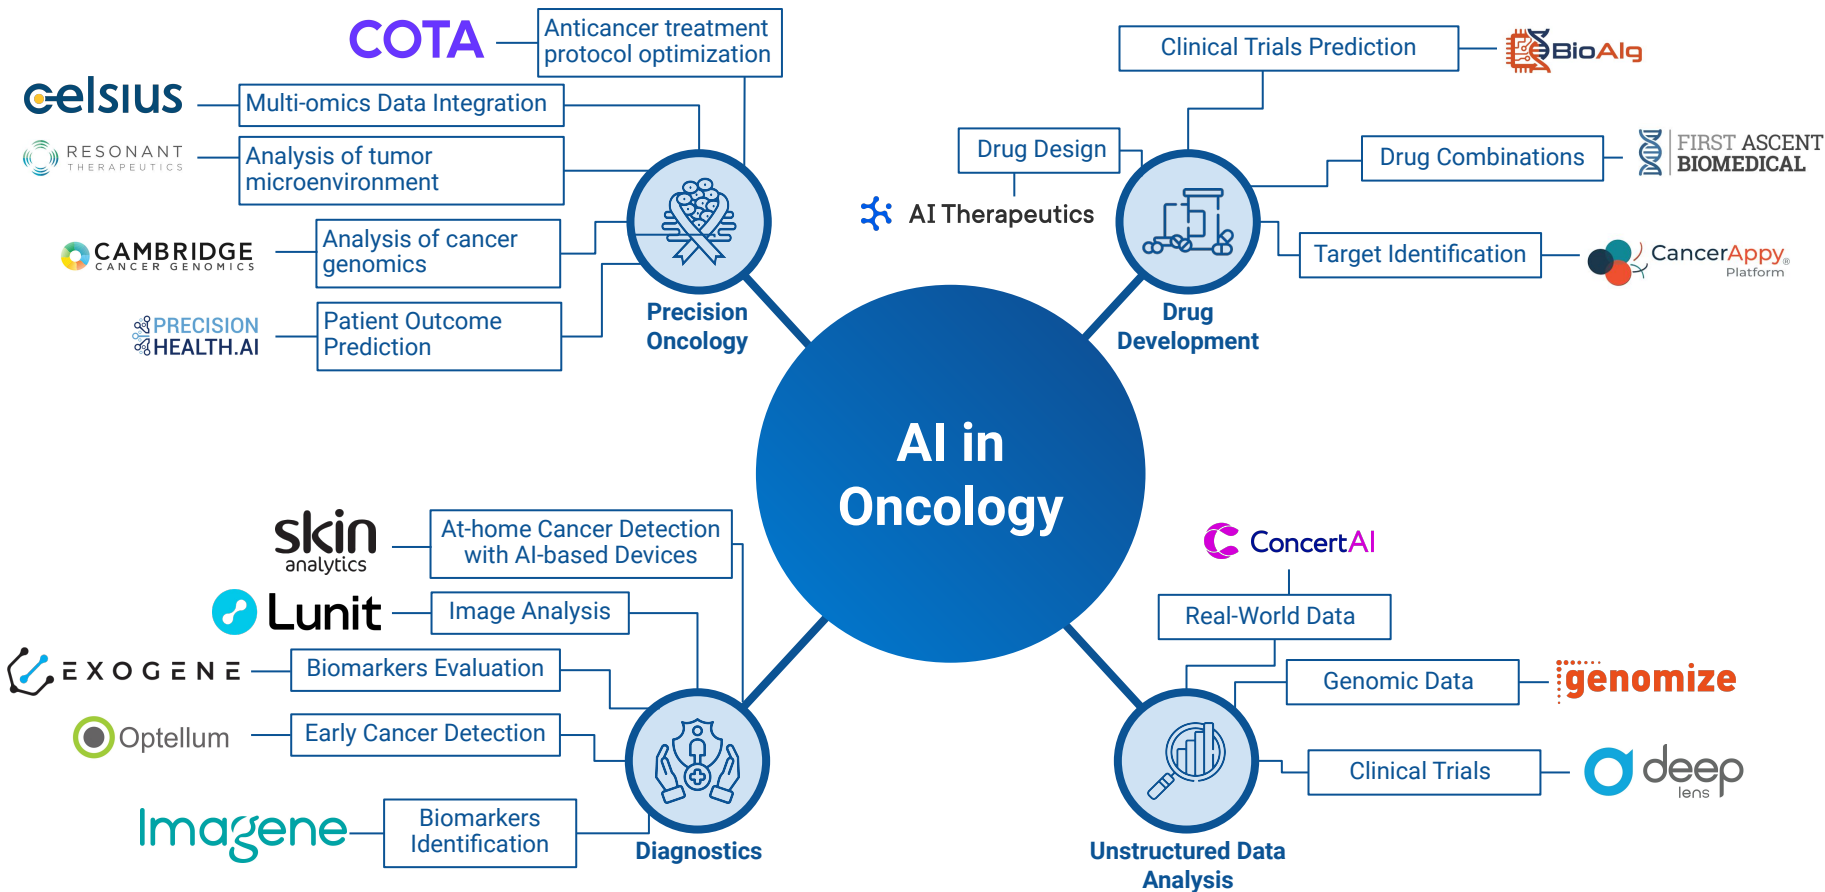 COTA
Anticancer treatment
protocol optimization
celsius
Multi-omics Data Integration
RESONANT
THERAPEUTICS
Analysis of tumor
microenvironment
CAMBRIDGE
CANCER GENOMICS
Analysis of cancer
genomics
PRECISION
HEALTH.AI
Patient Outcome
Prediction
Precision
Oncology
Clinical Trials Prediction
BioAlg
Drug Design
AI Therapeutics
Drug Combinations
FIRST ASCENT
BIOMEDICAL
Target Identification
CancerAppy®
Platform
Drug
Development
AI in
Oncology
skin
analytics
At-home Cancer Detection
with AI-based Devices
Lunit
Image Analysis
EXOGENE
Biomarkers Evaluation
Optellum
Early Cancer Detection
Imagene
Biomarkers
Identification
Diagnostics
ConcertAI
Real-World Data
Genomic Data
genomize
Clinical Trials
deep
lens
Unstructured Data
Analysis